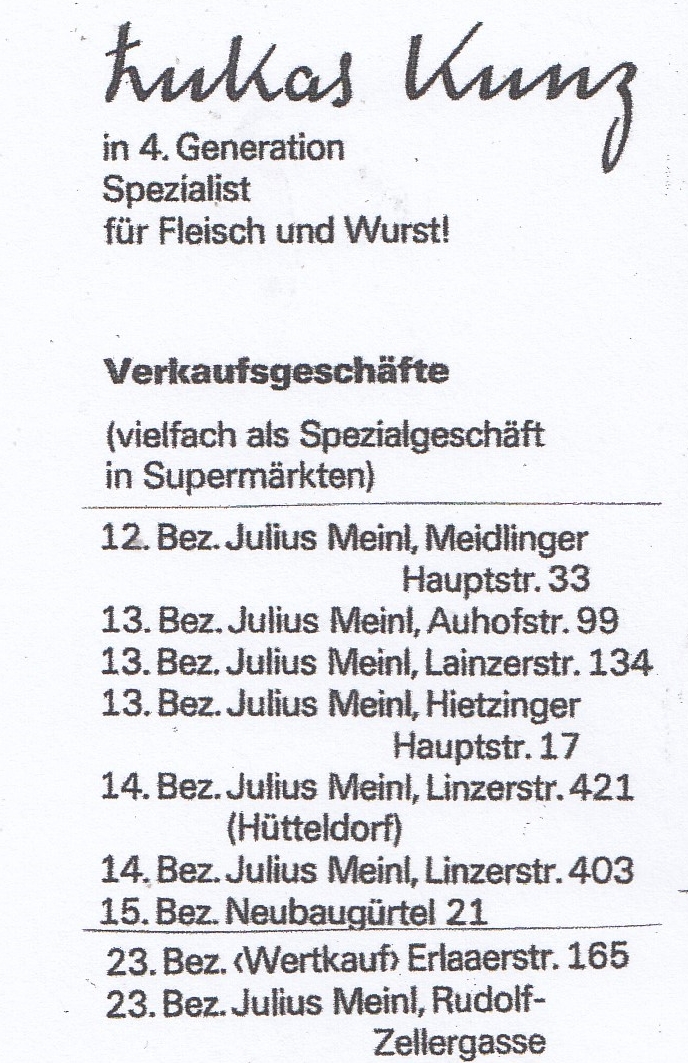 Lukas Kunz
in 4. Generation
Spezialist
für Fleisch und Wurst!
Verkaufsgeschäfte
(vielfach als Spezialgeschäft
in Supermärkten)
12. Bez. Julius Meinl, Meidlinger
Hauptstr. 33
13. Bez. Julius Meinl, Auhofstr. 99
13. Bez. Julius Meinl, Lainzerstr. 134
13. Bez. Julius Meinl, Hietzinger
Hauptstr. 17
14. Bez. Julius Meinl, Linzerstr. 421
(Hütteldorf)
14. Bez. Julius Meinl, Linzerstr. 403
15. Bez. Neubaugürtel 21
23. Bez. ‹Wertkauf› Erlaaerstr. 165
23. Bez. Julius Meinl, Rudolf-
Zellergasse